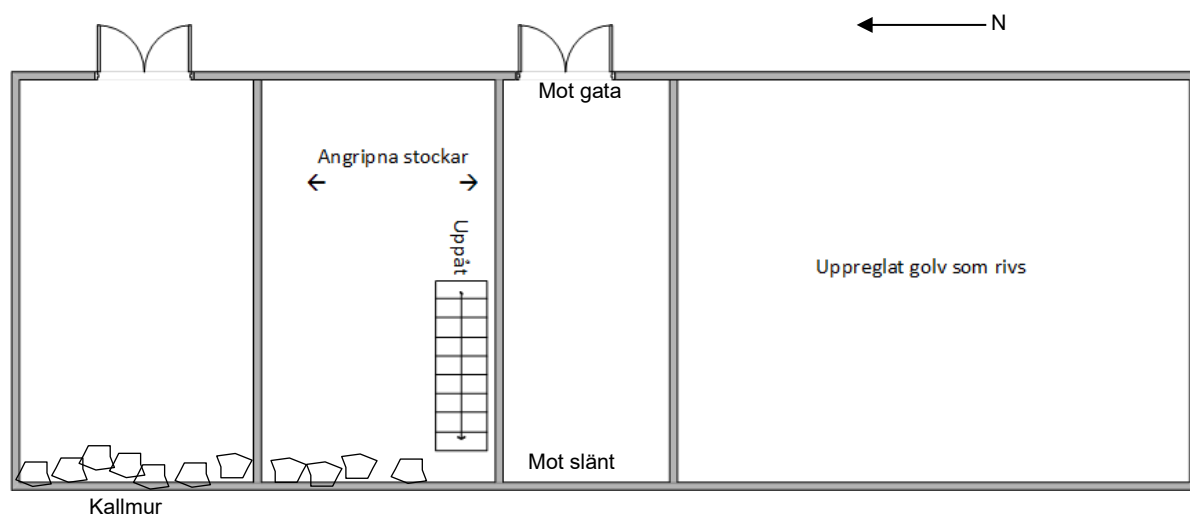 N
Mot gata
Angripna stockar
Uppåt
Uppreglat golv som rivs
Mot slänt
Kallmur